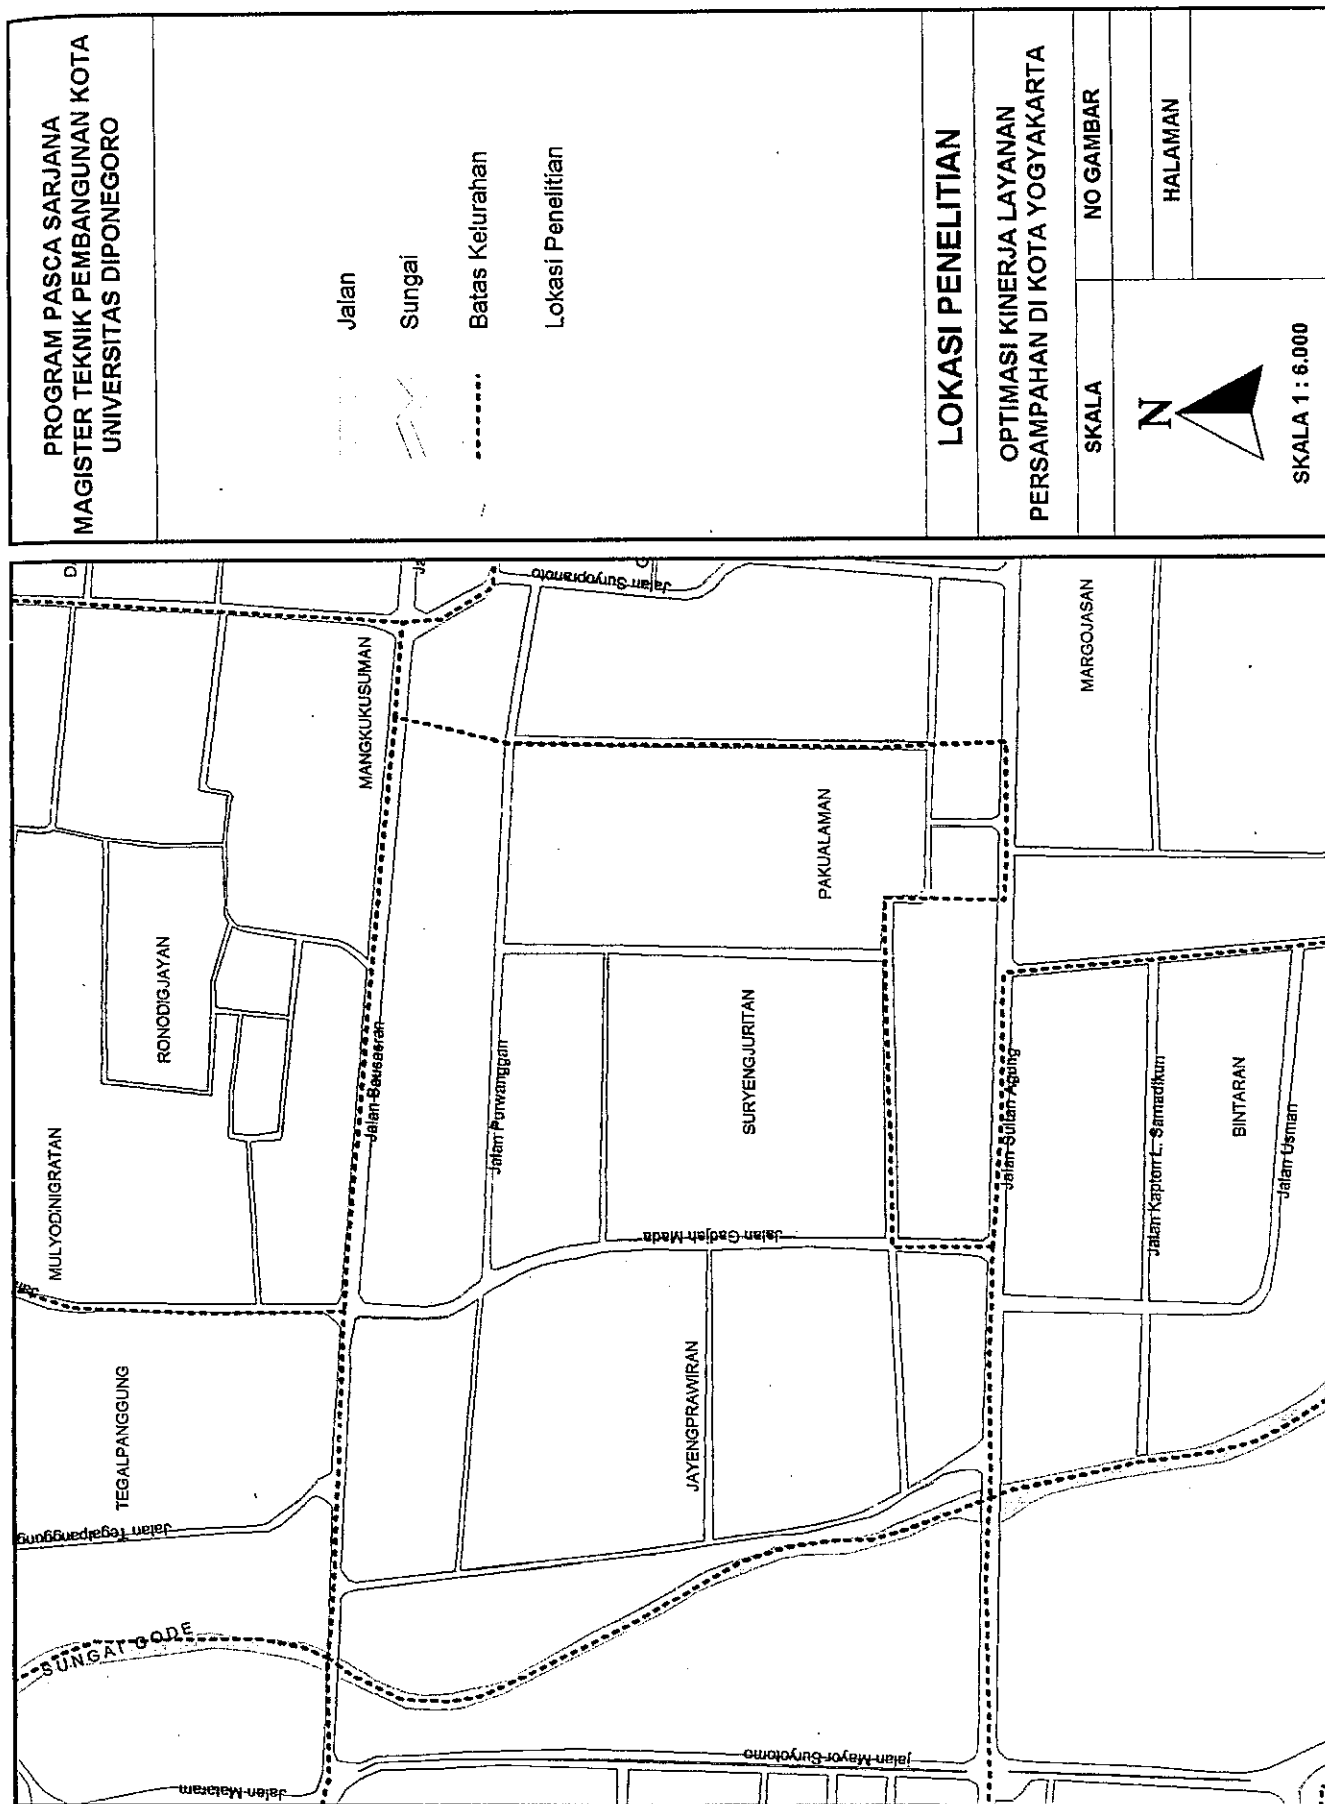 PROGRAM PASCA SARJANA
MAGISTER TEKNIK PEMBANGUNAN KOTA
UNIVERSITAS DIPONEGORO
Jalan
Sungai
Batas Kelurahan
Lokasi Penelitian
LOKASI PENELITIAN
OPTIMASI KINERJA LAYANAN
PERSAMPAHAN DI KOTA YOGYAKARTA
SKALA
NO GAMBAR
N
HALAMAN
SKALA 1 : 6.000
Jalan Mataram
SUNGAI CODE
Jalan Tegalpanggung
TEGALPANGGUNG
MULYODINIGRATAN
RONODIGJAYAN
MANGKUKUSUMAN
Jalan Bausasran
Jalan Purwanggan
Jalan Suryopranoto
SURYENGJURITAN
PAKUALAMAN
Jalan Gadjah Mada
JAYENGPRAWIRAN
Jalan Mayor Suryotomo
Jalan Sultan Agung
MARGOJASAN
Jalan Kapten L. Samadikun
BINTARAN
Jalan Usman